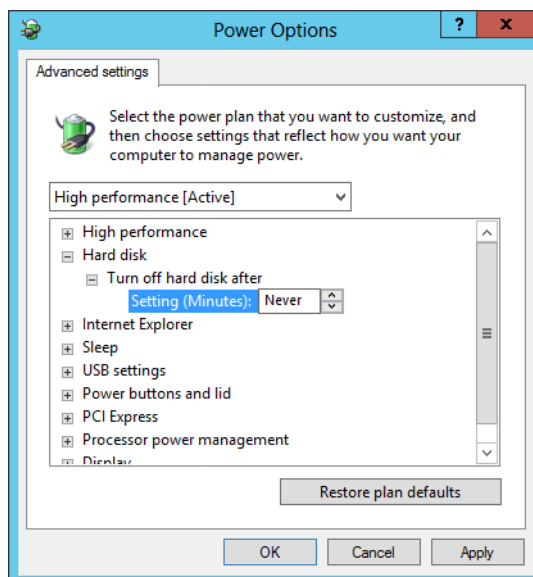 Power Options
?
x
Advanced settings
Select the power plan that you want to customize, and
then choose settings that reflect how you want your
computer to manage power.
High performance [Active]
High performance
Hard disk
Turn off hard disk after
Setting (Minutes): Never
Internet Explorer
Sleep
USB settings
Power buttons and lid
PCI Express
Processor power management
Display
Restore plan defaults
OK Cancel Apply